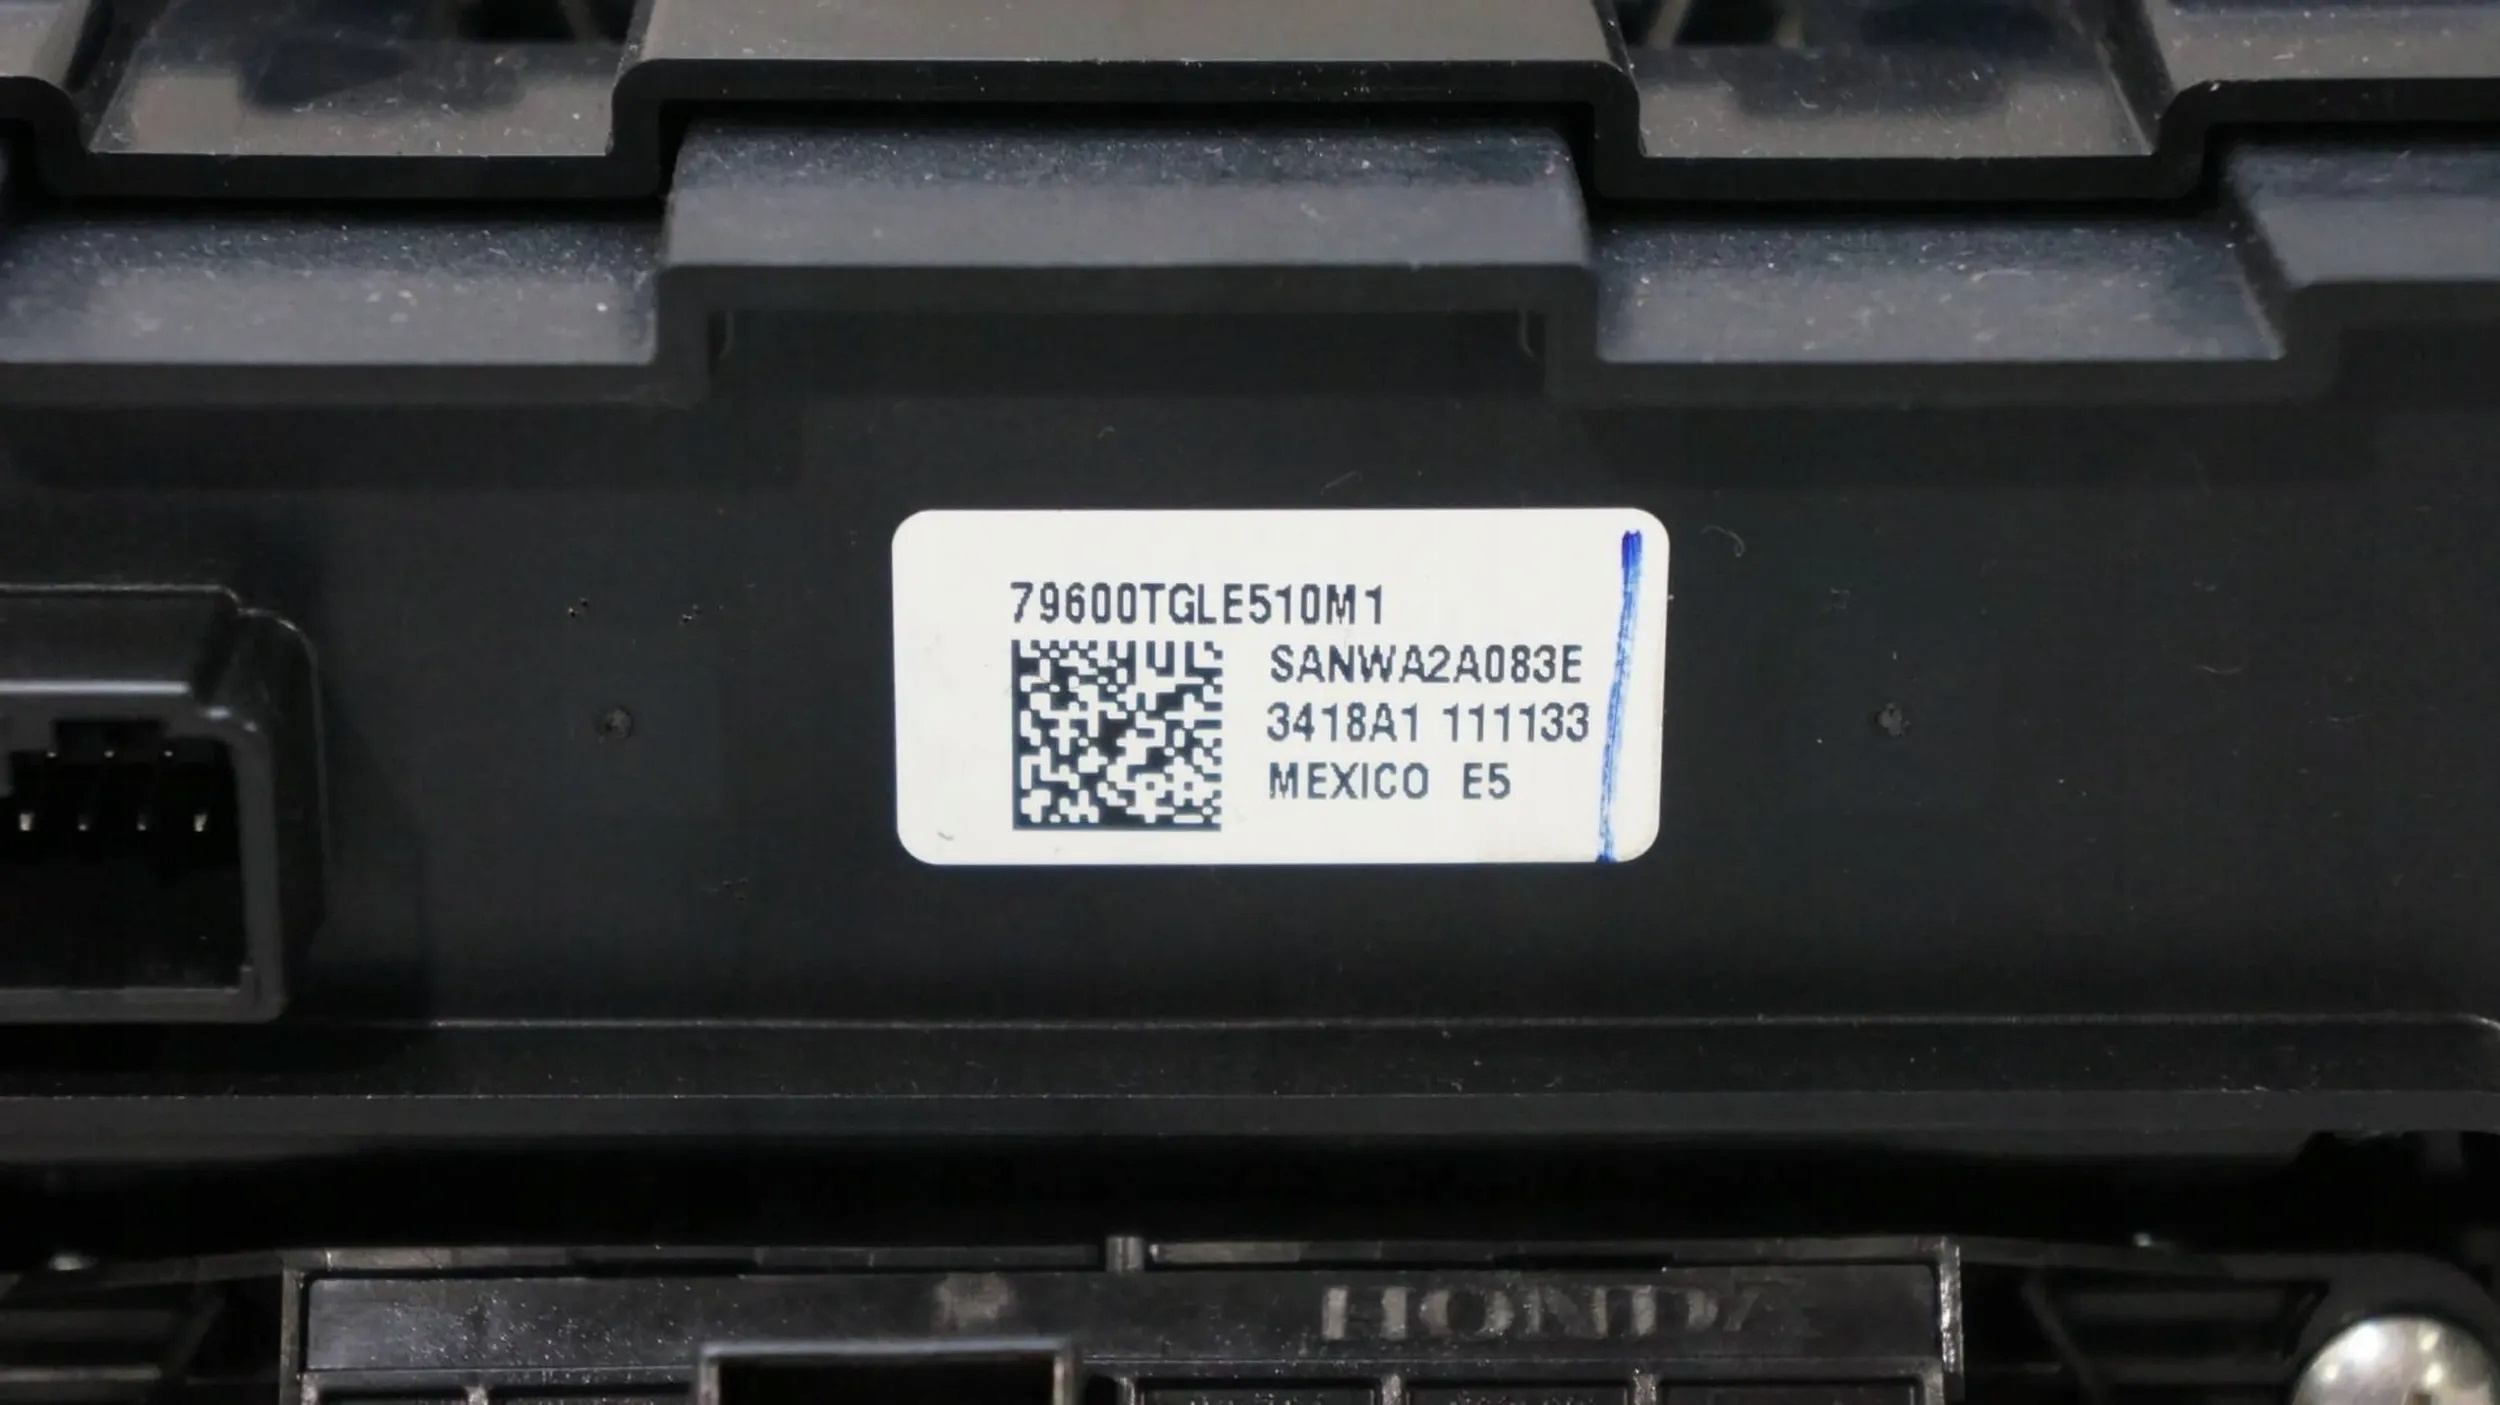 79600TGLE510M1
SANWA2A083E
3418A1 111133
MEXICO E5
HONDA